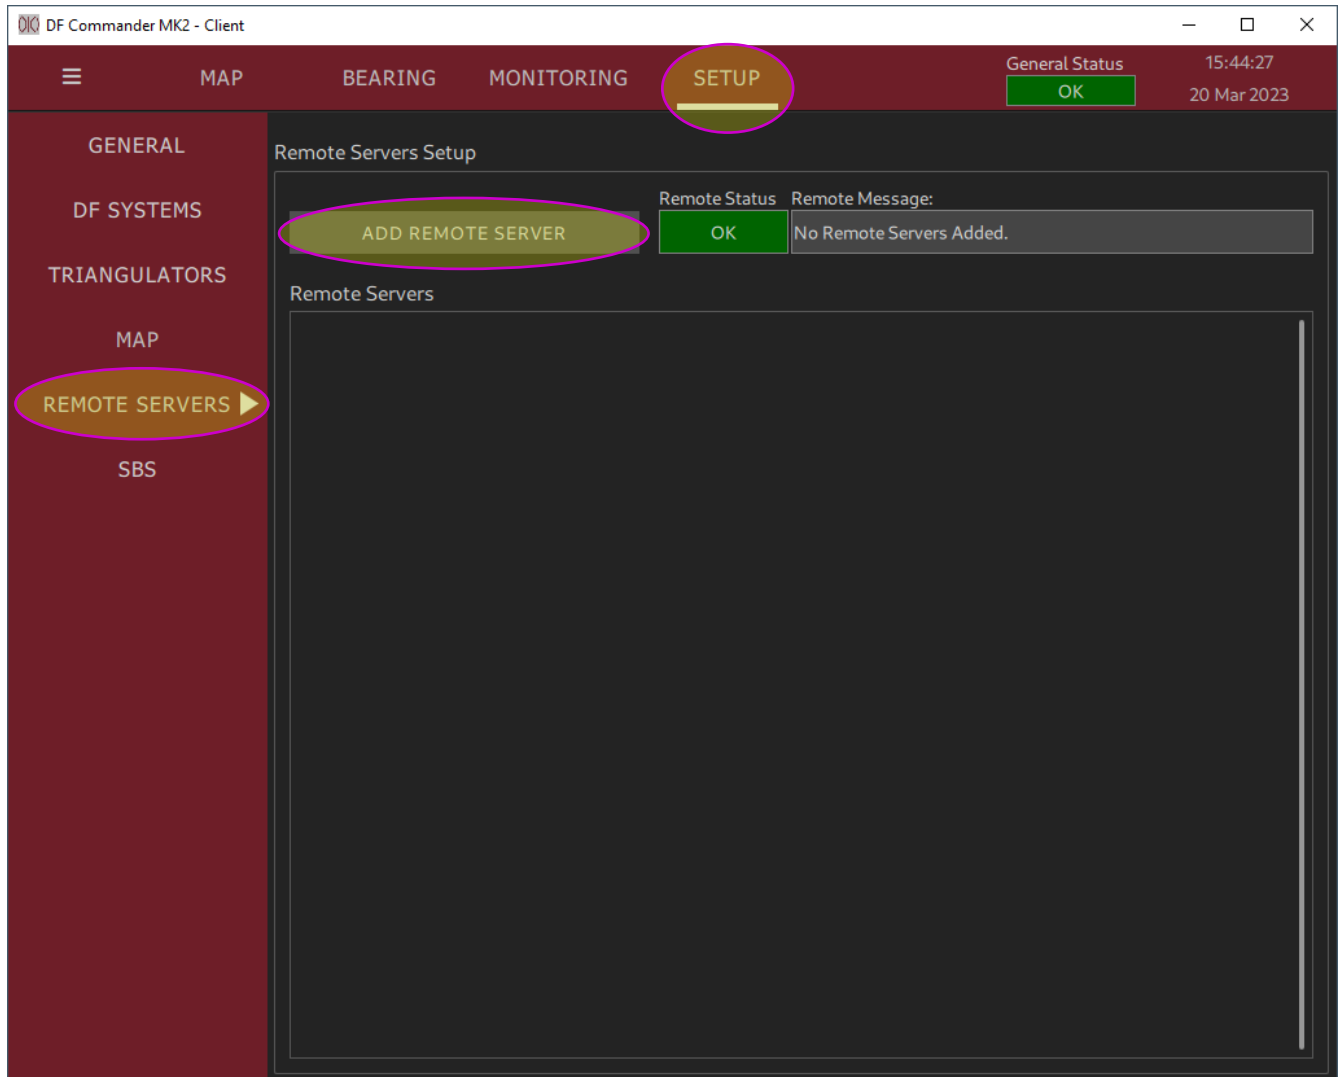 DF Commander MK2 - Client
MAP BEARING MONITORING SETUP
General Status
OK
15:44:27
20 Mar 2023
GENERAL
DF SYSTEMS
TRIANGULATORS
MAP
REMOTE SERVERS
SBS
Remote Servers Setup
ADD REMOTE SERVER
Remote Status
OK
Remote Message:
No Remote Servers Added.
Remote Servers